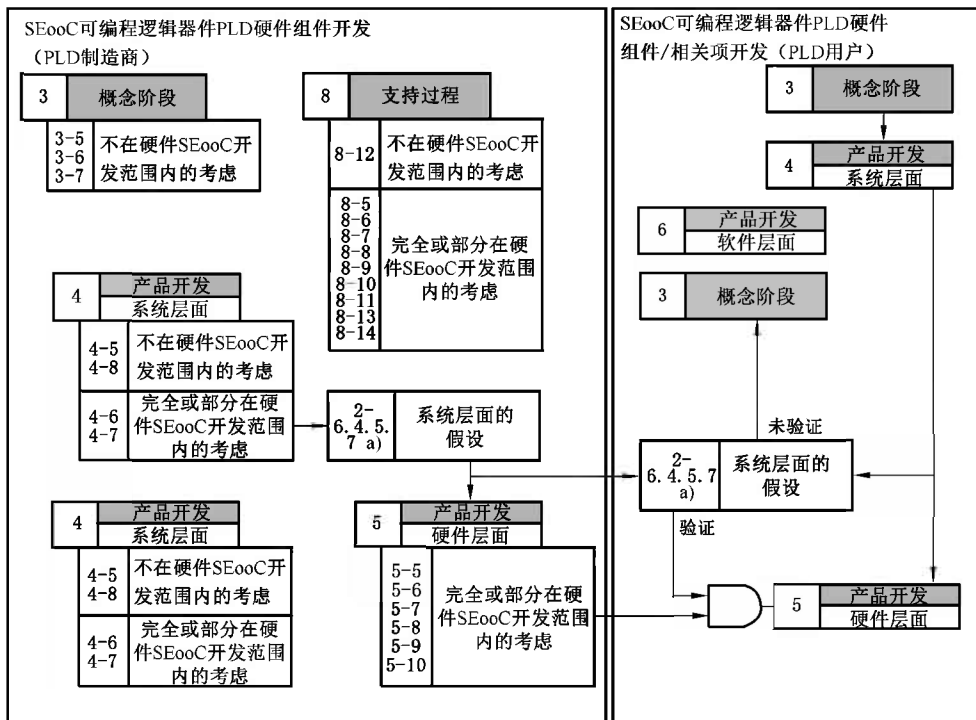 SEooC可编程逻辑器件PLD硬件组件开发
（PLD制造商）
3
概念阶段
3-5
3-6
3-7
不在硬件SEooC开
发范围内的考虑
8
支持过程
8-12
不在硬件SEooC开
发范围内的考虑
8-5
8-6
8-7
8-8
8-9
8-10
8-11
8-13
8-14
完全或部分在硬
件SEooC开发范围
内的考虑
4
产品开发
系统层面
4-5
4-8
不在硬件SEooC开
发范围内的考虑
4-6
4-7
完全或部分在硬
件SEooC开发范围
内的考虑
2-
6.4.5.
7 a)
系统层面的
假设
4
产品开发
系统层面
4-5
4-8
不在硬件SEooC开
发范围内的考虑
4-6
4-7
完全或部分在硬
件SEooC开发范围
内的考虑
5
产品开发
硬件层面
5-5
5-6
5-7
5-8
5-9
5-10
完全或部分在硬
件SEooC开发范围
内的考虑
SEooC可编程逻辑器件PLD硬件
组件/相关项开发（PLD用户）
3
概念阶段
4
产品开发
系统层面
6
产品开发
软件层面
3
概念阶段
未验证
2-
6.4.5.7
a)
系统层面的
假设
验证
5
产品开发
硬件层面